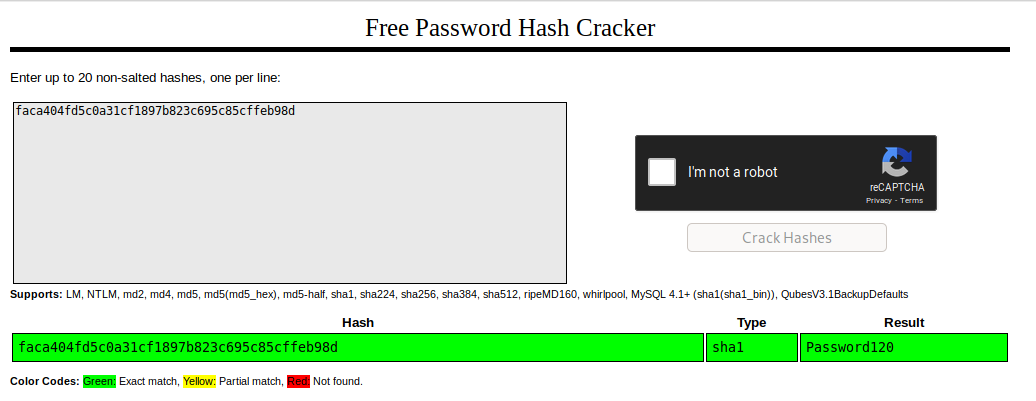 Free Password Hash Cracker
Enter up to 20 non-salted hashes, one per line:
faca404fd5c0a31cf1897b823c695c85cffeb98d
I'm not a robot
reCAPTCHA
Privacy - Terms
Crack Hashes
Supports: LM, NTLM, md2, md4, md5, md5(md5_hex), md5-half, sha1, sha224, sha256, sha384, sha512, ripeMD160, whirlpool, MySQL 4.1+ (sha1(sha1_bin)), QubesV3.1BackupDefaults
Hash Type Result
faca404fd5c0a31cf1897b823c695c85cffeb98d sha1 Password120
Color Codes: Green: Exact match, Yellow: Partial match, Red: Not found.